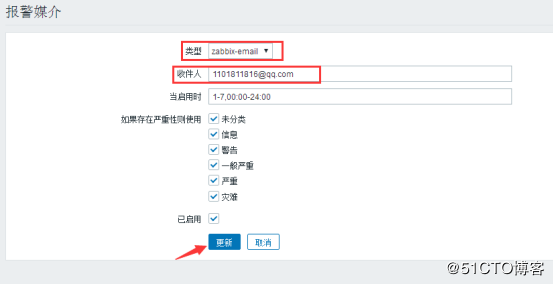 报警媒介
类型 zabbix-email
收件人 1101811816@qq.com
当启用时 1-7,00:00-24:00
如果存在严重性则使用 未分类
信息
警告
一般严重
严重
灾难
已启用
更新 取消
@51CTO博客